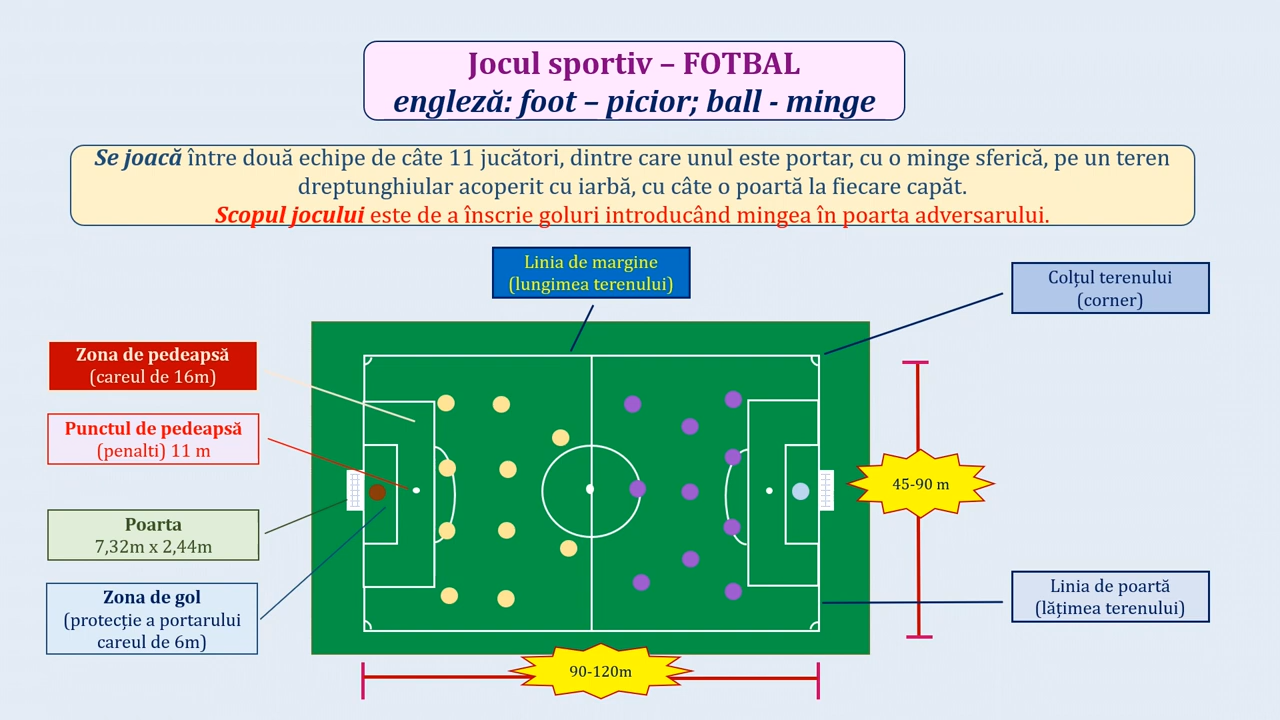 Jocul sportiv – FOTBAL
engleză: foot – picior; ball - minge
Se joacă între două echipe de câte 11 jucători, dintre care unul este portar, cu o minge sferică, pe un teren
dreptunghiular acoperit cu iarbă, cu câte o poartă la fiecare capăt.
Scopul jocului este de a înscrie goluri introducând mingea în poarta adversarului.
Linia de margine
(lungimea terenului)
Colțul terenului
(corner)
Zona de pedeapsă
(careul de 16m)
Punctul de pedeapsă
(penalti) 11 m
45-90 m
Poarta
7,32m x 2,44m
Zona de gol
(protecție a portarului
careul de 6m)
Linia de poartă
(lățimea terenului)
90-120m